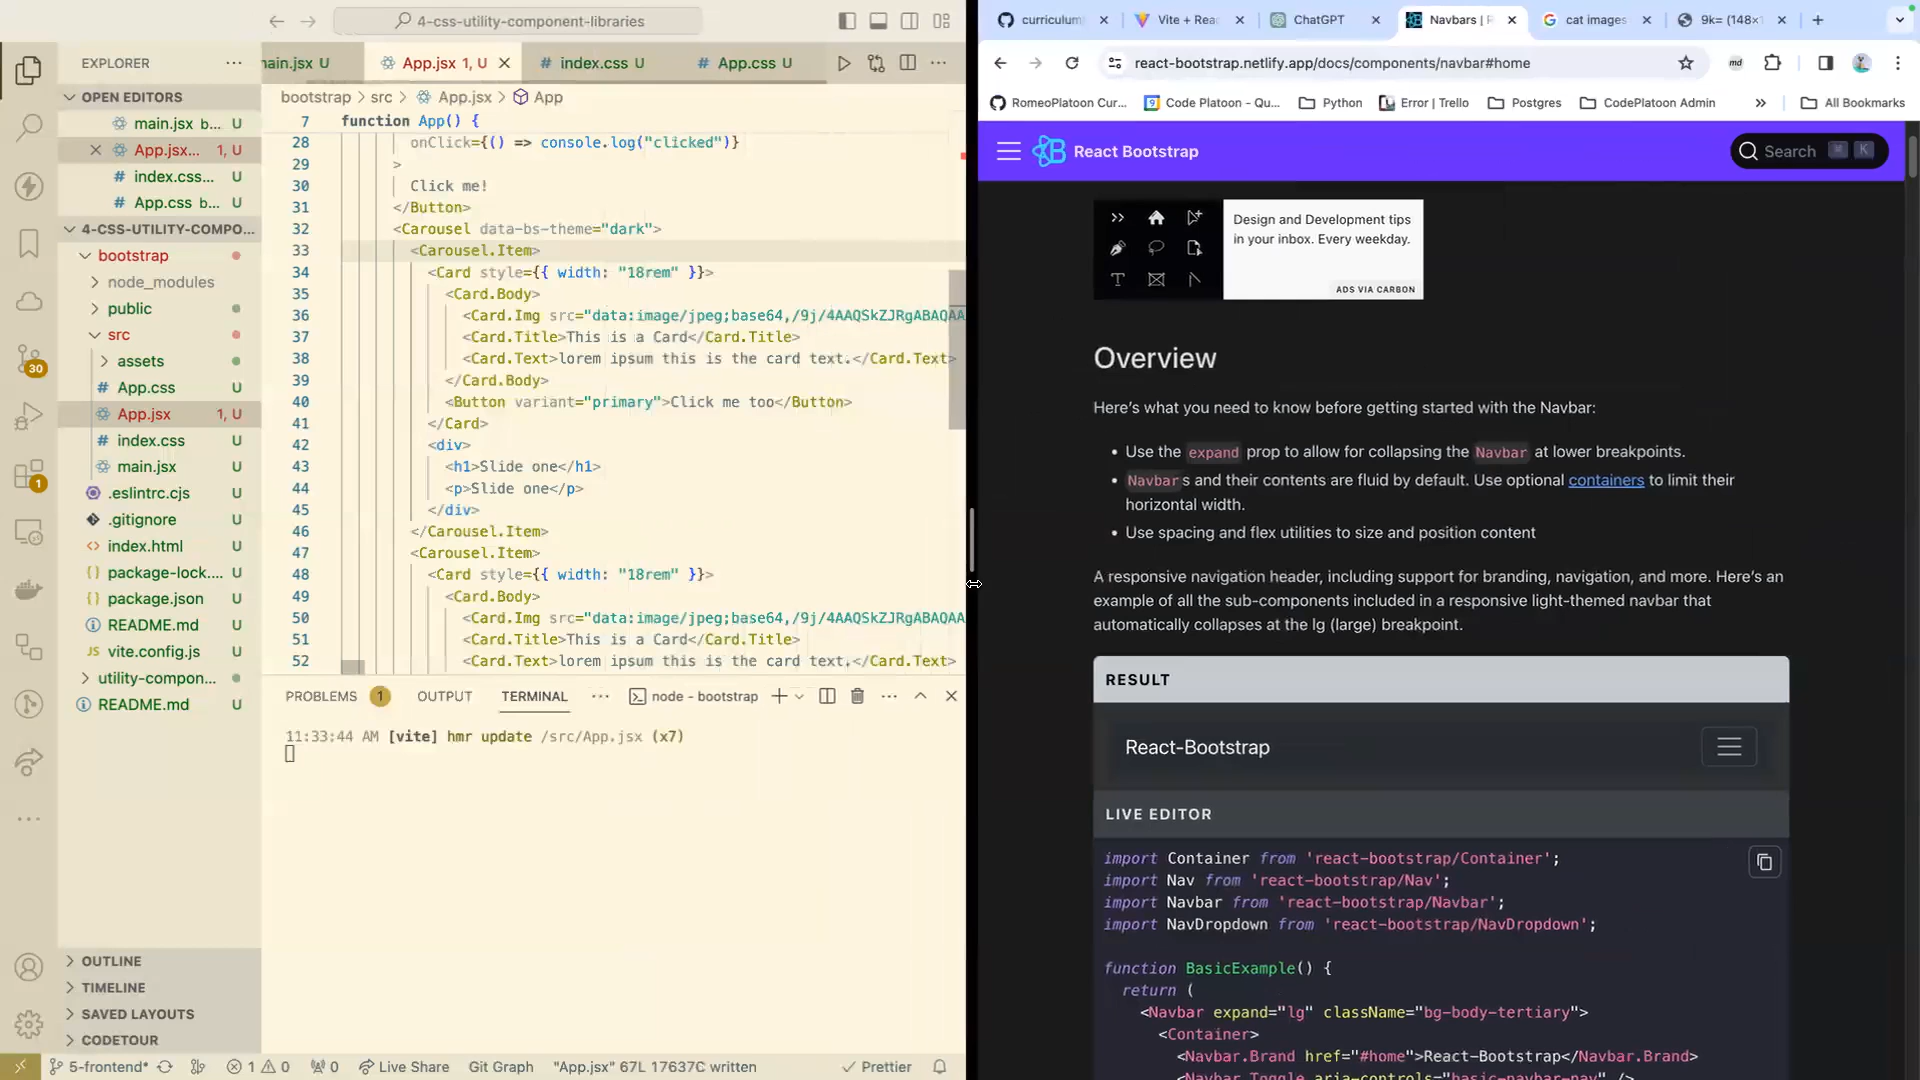 4-css-utility-component-libraries
EXPLORER
OPEN EDITORS
main.jsx b... U
App.jsx... 1, U
index.css... U
App.css b... U
4-CSS-UTILITY-COMPO...
bootstrap
node_modules
public
src
assets
App.css U
App.jsx 1, U
index.css U
main.jsx U
.eslintrc.cjs U
.gitignore U
index.html U
package-lock.... U
package.json U
README.md U
vite.config.js U
utility-compon...
README.md U
30
1
OUTLINE
TIMELINE
SAVED LAYOUTS
CODETOUR
nain.jsx U
App.jsx 1, U
index.css U
App.css U
bootstrap > src > App.jsx > App
7 function App() {
28 onClick={() => console.log("clicked")}
29 >
30 Click me!
31 </Button>
32 <Carousel data-bs-theme="dark">
33 <Carousel.Item>
34 <Card style={{ width: "18rem" }}>
35 <Card.Body>
36 <Card.Img src="data:image/jpeg;base64,/9j/4AAQSkZJRgABAQAA
37 <Card.Title>This is a Card</Card.Title>
38 <Card.Text>lorem ipsum this is the card text.</Card.Text>
39 </Card.Body>
40 <Button variant="primary">Click me too</Button>
41 </Card>
42 <div>
43 <h1>Slide one</h1>
44 <p>Slide one</p>
45 </div>
46 </Carousel.Item>
47 <Carousel.Item>
48 <Card style={{ width: "18rem" }}>
49 <Card.Body>
50 <Card.Img src="data:image/jpeg;base64,/9j/4AAQSkZJRgABAQAA
51 <Card.Title>This is a Card</Card.Title>
52 <Card.Text>lorem ipsum this is the card text.</Card.Text>
PROBLEMS 1 OUTPUT TERMINAL ... node - bootstrap
11:33:44 AM [vite] hmr update /src/App.jsx (x7)
5-frontend* 1 0 0 Live Share Git Graph "App.jsx" 67L 17637C written Prettier
curriculum
Vite + Rea
ChatGPT
Navbars | R
cat images
9k= (148×1
react-bootstrap.netlify.app/docs/components/navbar#home
RomeoPlatoon Cur...
Code Platoon - Qu...
Python
Error | Trello
Postgres
CodePlatoon Admin
All Bookmarks
React Bootstrap
Search ⌘ K
Design and Development tips
in your inbox. Every weekday.
ADS VIA CARBON
Overview
Here’s what you need to know before getting started with the Navbar:
• Use the expand prop to allow for collapsing the Navbar at lower breakpoints.
• Navbars and their contents are fluid by default. Use optional containers to limit their
horizontal width.
• Use spacing and flex utilities to size and position content
A responsive navigation header, including support for branding, navigation, and more. Here’s an
example of all the sub-components included in a responsive light-themed navbar that
automatically collapses at the lg (large) breakpoint.
RESULT
React-Bootstrap
LIVE EDITOR
import Container from 'react-bootstrap/Container';
import Nav from 'react-bootstrap/Nav';
import Navbar from 'react-bootstrap/Navbar';
import NavDropdown from 'react-bootstrap/NavDropdown';
function BasicExample() {
return (
<Navbar expand="lg" className="bg-body-tertiary">
<Container>
<Navbar.Brand href="#home">React-Bootstrap</Navbar.Brand>
<Navbar.Toggle aria-controls="basic-navbar-nav" />